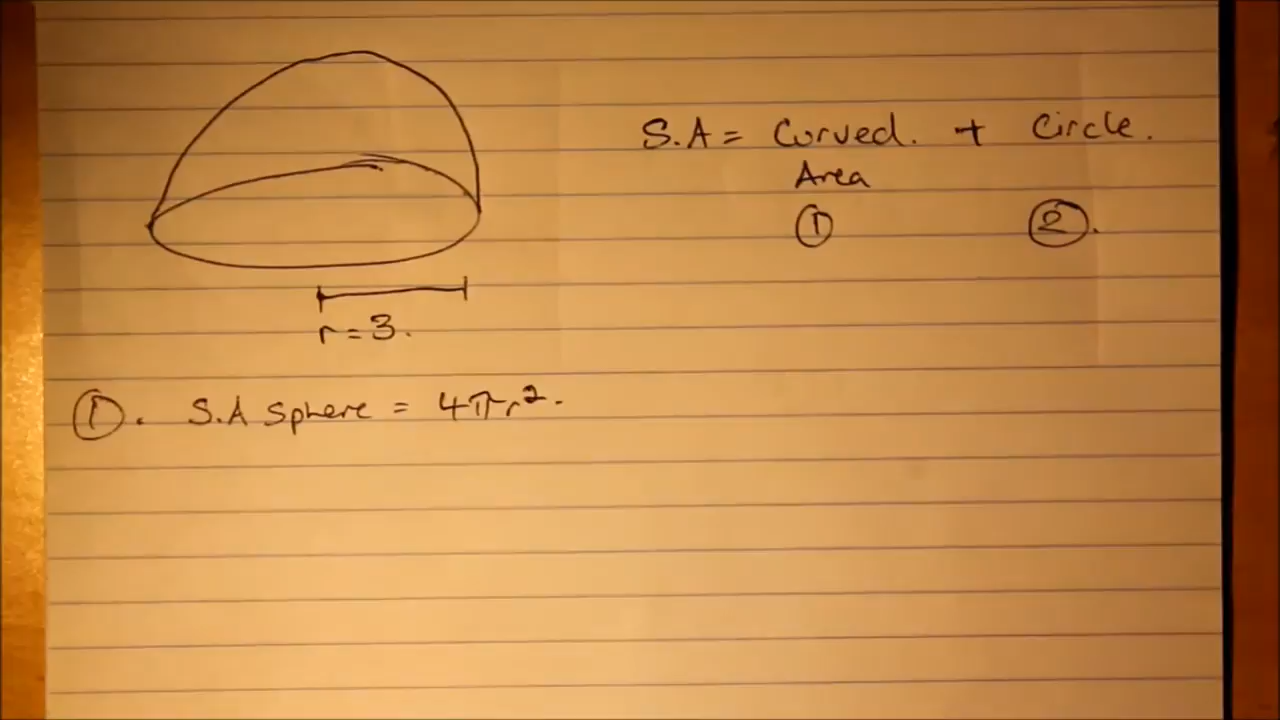 S.A = Curved. + Circle.
Area
① ②.
r = 3.
①. S.A Sphere = 4πr².